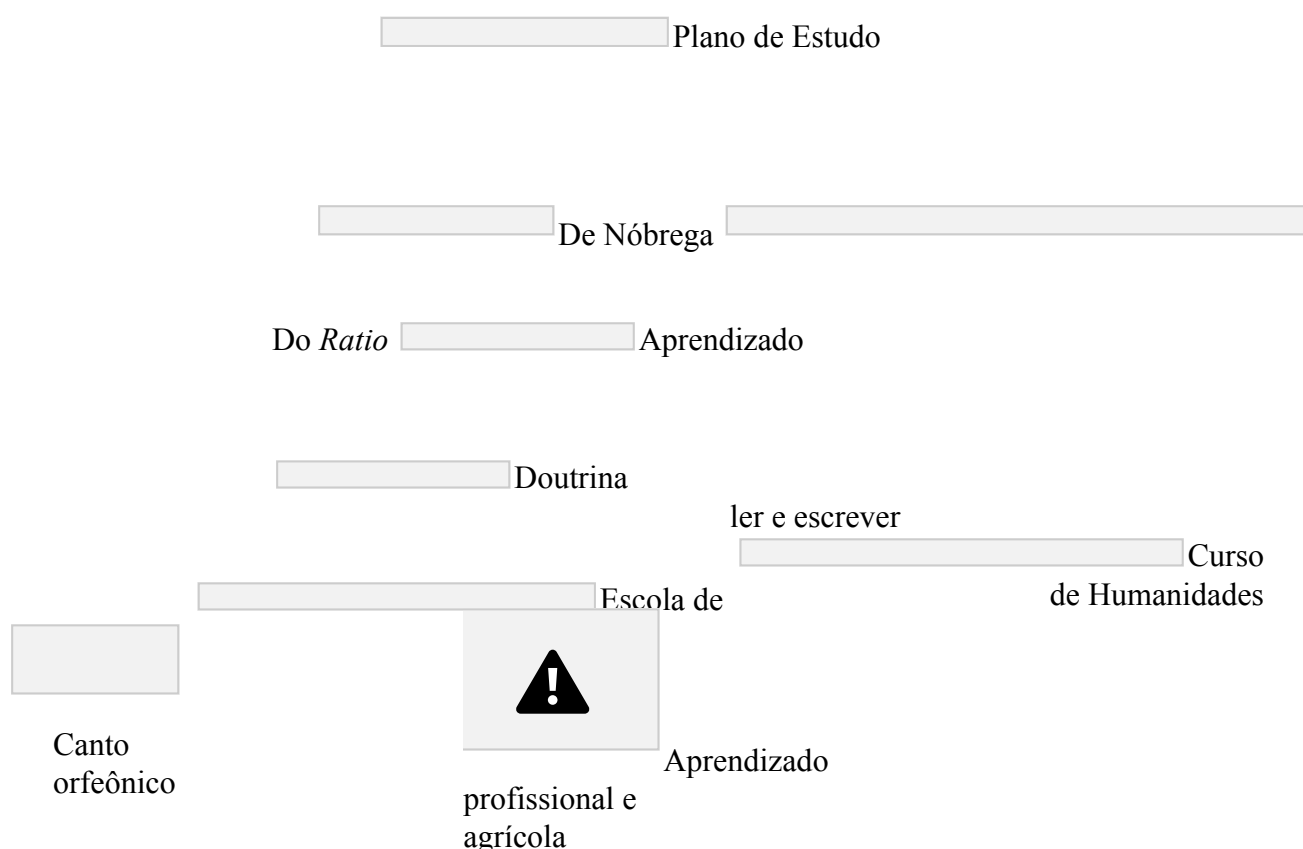 Plano de Estudo
De Nóbrega
Do Ratio Aprendizado
Doutrina
ler e escrever
Curso
de Humanidades
Escola de
Canto
orfeônico
Aprendizado
profissional e
agrícola